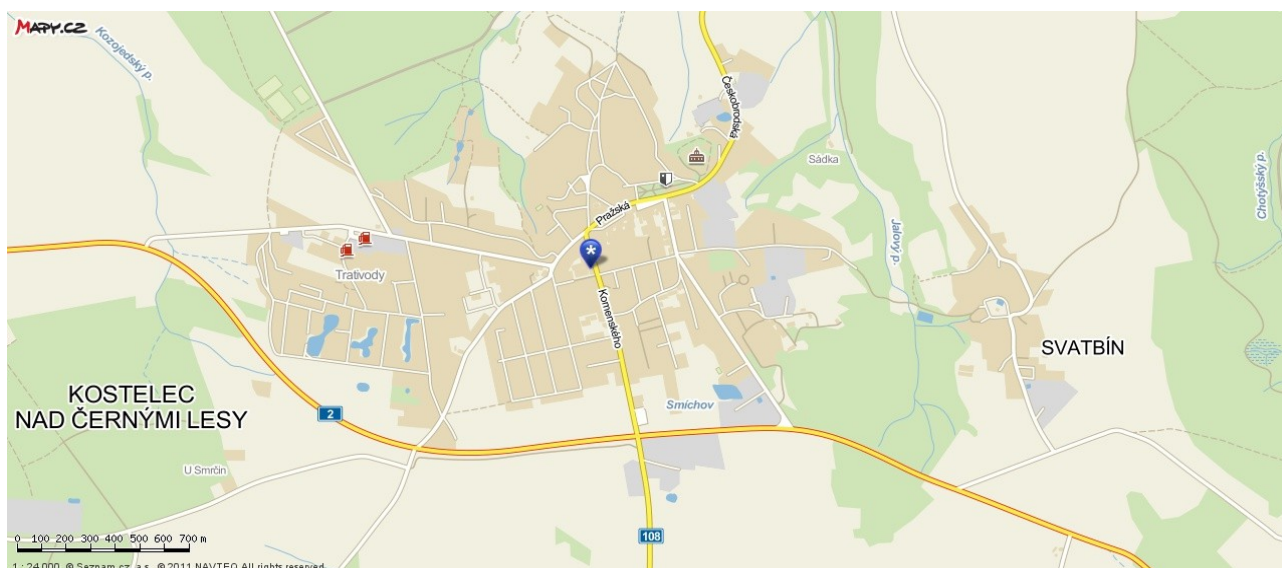 Mapy.cz
Kozojedský p.
Českobrodská
Sádka
Pražská
Jalový p.
Chotýšský p.
*
Trativody
Komenského
SVATBÍN
KOSTELEC
NAD ČERNÝMI LESY
2
Smíchov
U Smrčin
108
0 100 200 300 400 500 600 700 m
1 : 24 000 © Seznam.cz, a.s., © 2011 NAVTEQ All rights reserved.